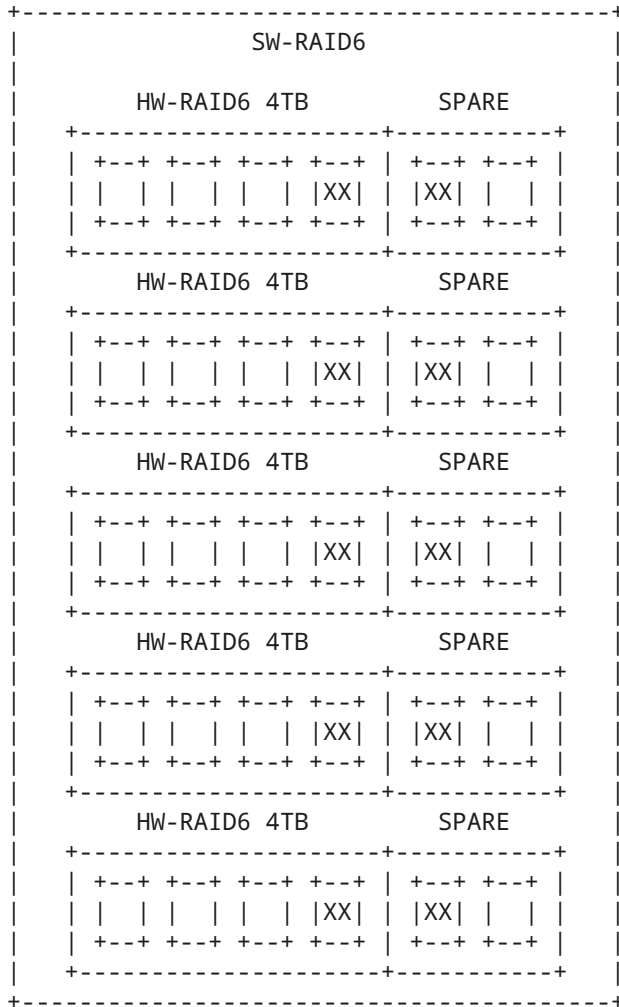 +-----------------------------------------+
| SW-RAID6 |
| |
| HW-RAID6 4TB SPARE |
| +---------------------+-----------+ |
| | +--+ +--+ +--+ +--+ | +--+ +--+ | |
| | | | | | | | |XX| | |XX| | | | |
| | +--+ +--+ +--+ +--+ | +--+ +--+ | |
| +---------------------+-----------+ |
| HW-RAID6 4TB SPARE |
| +---------------------+-----------+ |
| | +--+ +--+ +--+ +--+ | +--+ +--+ | |
| | | | | | | | |XX| | |XX| | | | |
| | +--+ +--+ +--+ +--+ | +--+ +--+ | |
| +---------------------+-----------+ |
| HW-RAID6 4TB SPARE |
| +---------------------+-----------+ |
| | +--+ +--+ +--+ +--+ | +--+ +--+ | |
| | | | | | | | |XX| | |XX| | | | |
| | +--+ +--+ +--+ +--+ | +--+ +--+ | |
| +---------------------+-----------+ |
| HW-RAID6 4TB SPARE |
| +---------------------+-----------+ |
| | +--+ +--+ +--+ +--+ | +--+ +--+ | |
| | | | | | | | |XX| | |XX| | | | |
| | +--+ +--+ +--+ +--+ | +--+ +--+ | |
| +---------------------+-----------+ |
| HW-RAID6 4TB SPARE |
| +---------------------+-----------+ |
| | +--+ +--+ +--+ +--+ | +--+ +--+ | |
| | | | | | | | |XX| | |XX| | | | |
| | +--+ +--+ +--+ +--+ | +--+ +--+ | |
| +---------------------+-----------+ |
+-----------------------------------------+